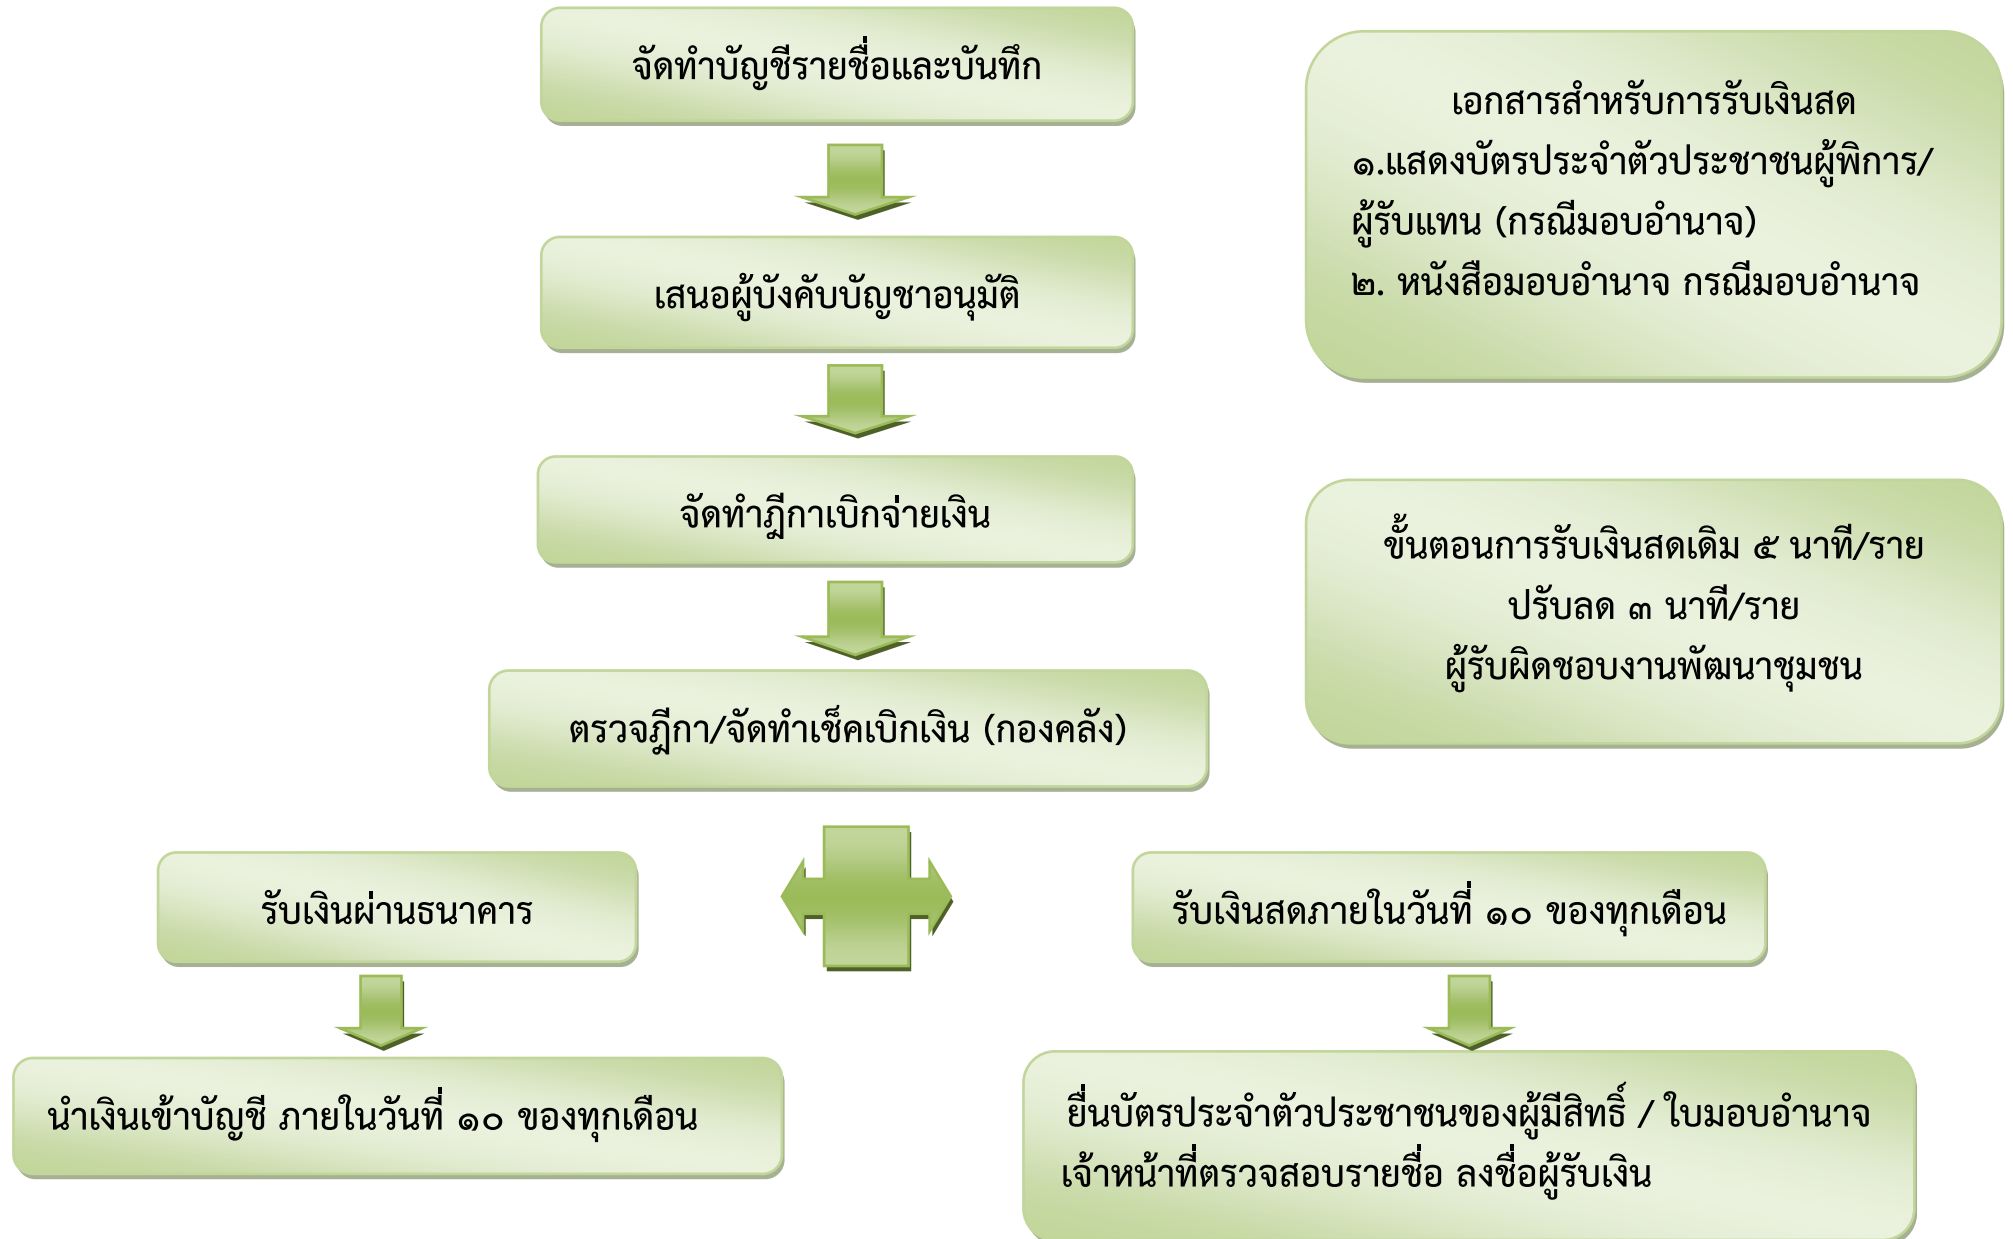 จัดทำบัญชีรายชื่อและบันทึก
เสนอผู้บังคับบัญชาอนุมัติ
จัดทำฎีกาเบิกจ่ายเงิน
ตรวจฎีกา/จัดทำเช็คเบิกเงิน (กองคลัง)
รับเงินผ่านธนาคาร
นำเงินเข้าบัญชี ภายในวันที่ ๑๐ ของทุกเดือน
รับเงินสดภายในวันที่ ๑๐ ของทุกเดือน
ยื่นบัตรประจำตัวประชาชนของผู้มีสิทธิ์ / ใบมอบอำนาจ
เจ้าหน้าที่ตรวจสอบรายชื่อ ลงชื่อผู้รับเงิน
เอกสารสำหรับการรับเงินสด
๑.แสดงบัตรประจำตัวประชาชนผู้พิการ/
ผู้รับแทน (กรณีมอบอำนาจ)
๒. หนังสือมอบอำนาจ กรณีมอบอำนาจ
ขั้นตอนการรับเงินสดเดิม ๕ นาที/ราย
ปรับลด ๓ นาที/ราย
ผู้รับผิดชอบงานพัฒนาชุมชน